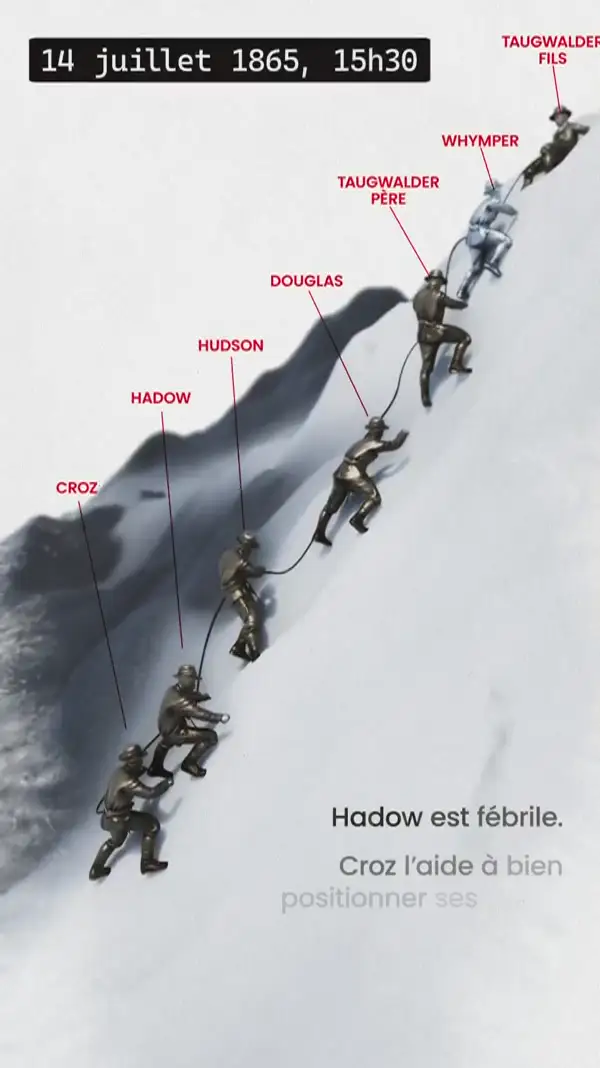 14 juillet 1865, 15h30
TAUGWALDER
FILS
WHYMPER
TAUGWALDER
PÈRE
DOUGLAS
HUDSON
HADOW
CROZ
Hadow est fébrile.
Croz l’aide à bien
positionner ses